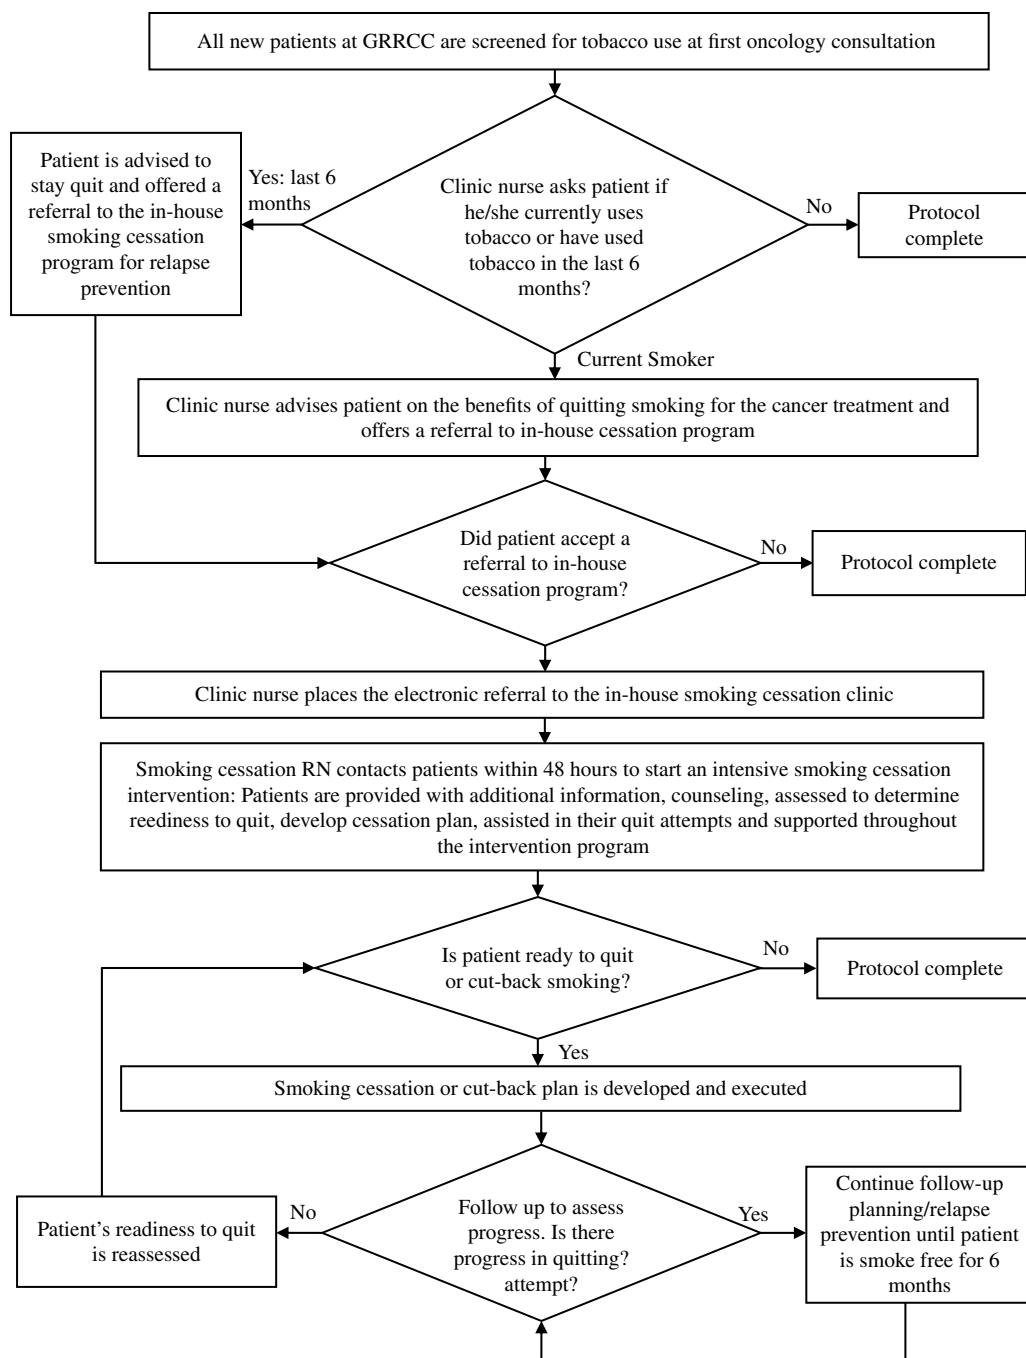 All new patients at GRRCC are screened for tobacco use at first oncology consultation
Patient is advised to
stay quit and offered a
referral to the in-house
smoking cessation
program for relapse
prevention
Yes: last 6
months
Clinic nurse asks patient if
he/she currently uses
tobacco or have used
tobacco in the last 6
months?
No
Protocol
complete
Current Smoker
Clinic nurse advises patient on the benefits of quitting smoking for the cancer treatment and
offers a referral to in-house cessation program
Did patient accept a
referral to in-house
cessation program?
No
Protocol complete
Clinic nurse places the electronic referral to the in-house smoking cessation clinic
Smoking cessation RN contacts patients within 48 hours to start an intensive smoking cessation
intervention: Patients are provided with additional information, counseling, assessed to determine
reediness to quit, develop cessation plan, assisted in their quit attempts and supported throughout
the intervention program
Is patient ready to quit
or cut-back smoking?
No
Protocol complete
Yes
Smoking cessation or cut-back plan is developed and executed
Patient’s readiness to quit
is reassessed
No
Follow up to assess
progress. Is there
progress in quitting?
attempt?
Yes
Continue follow-up
planning/relapse
prevention until patient
is smoke free for 6
months